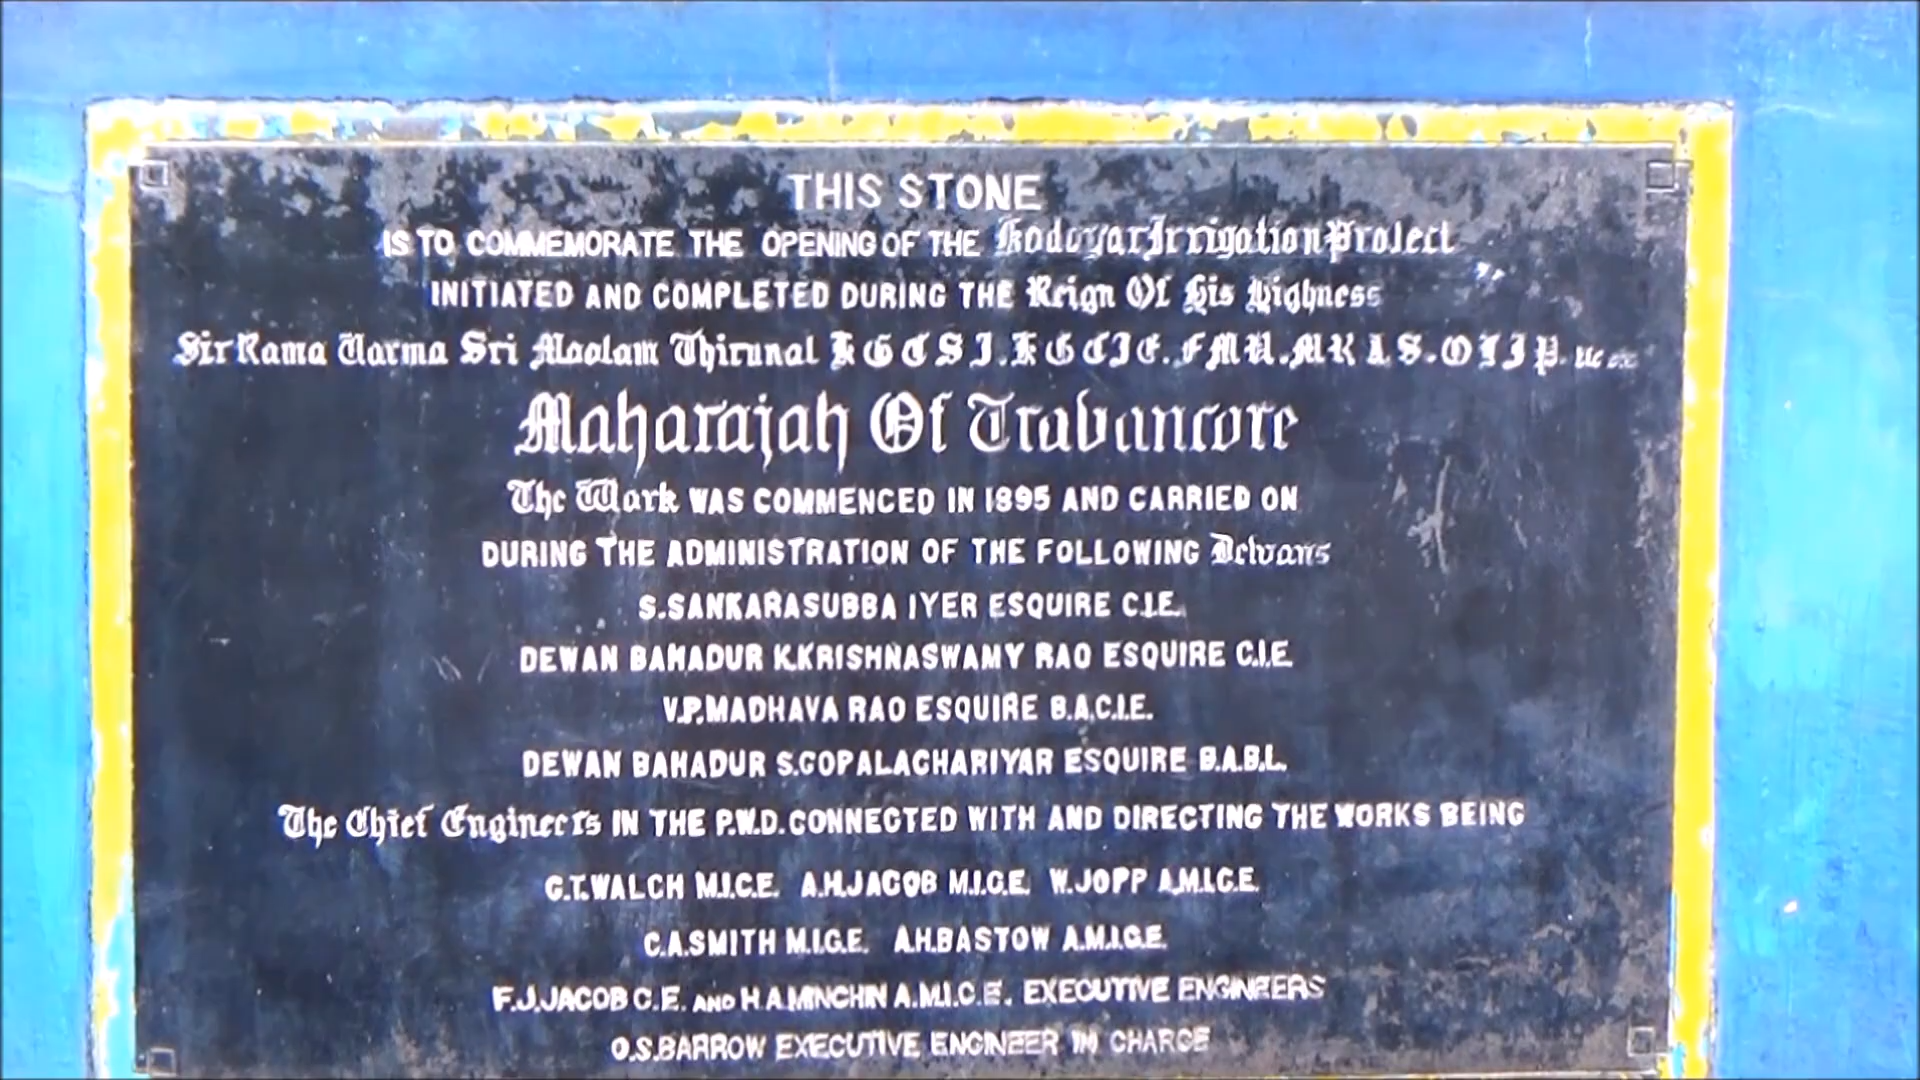 THIS STONE
IS TO COMMEMORATE THE OPENING OF THE Kodayar Irrigation Project
INITIATED AND COMPLETED DURING THE Reign Of His Highness
Sir Rama Varma Sri Moolam Thirunal K G C S I. K G C I E. F M U. M R A S. O I I P.
Maharajah Of Travancore
The Work WAS COMMENCED IN 1895 AND CARRIED ON
DURING THE ADMINISTRATION OF THE FOLLOWING Dewans
S.SANKARASUBBA IYER ESQUIRE C.I.E.
DEWAN BAHADUR K.KRISHNASWAMY RAO ESQUIRE C.I.E.
V.P.MADHAVA RAO ESQUIRE B.A.C.I.E.
DEWAN BAHADUR S.GOPALACHARIYAR ESQUIRE B.A.B.L.
The Chief Engineers IN THE P.W.D. CONNECTED WITH AND DIRECTING THE WORKS BEING
G.T.WALCH M.I.C.E. A.H.JACOB M.I.C.E. W.JOPP A.M.I.C.E.
C.A.SMITH M.I.C.E. A.H.BASTOW A.M.I.C.E.
F.J.JACOB C.E. AND H A MINCHIN A.M.I.C.E. EXECUTIVE ENGINEERS
O.S.BARROW EXECUTIVE ENGINEER IN CHARGE